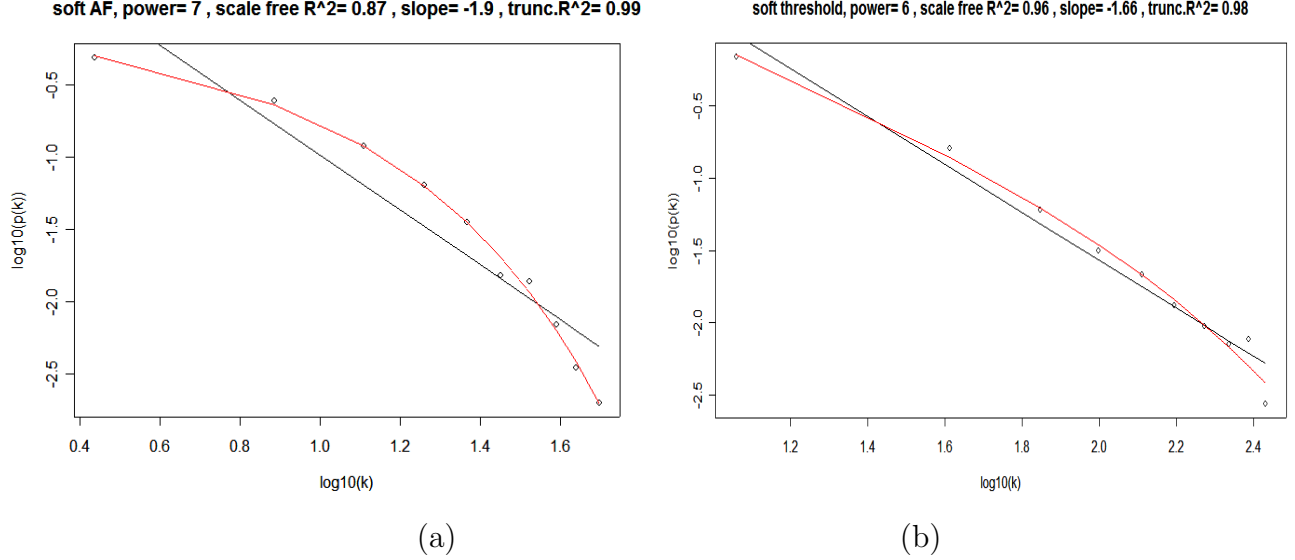 soft AF, power= 7 , scale free R^2= 0.87 , slope= -1.9 , trunc.R^2= 0.99
log10(p(k))
-0.5
-1.0
-1.5
-2.0
-2.5
0.4 0.6 0.8 1.0 1.2 1.4 1.6
log10(k)
(a)
soft threshold, power= 6 , scale free R^2= 0.96 , slope= -1.66 , trunc.R^2= 0.98
log10(p(k))
-0.5
-1.0
-1.5
-2.0
-2.5
1.2 1.4 1.6 1.8 2.0 2.2 2.4
log10(k)
(b)